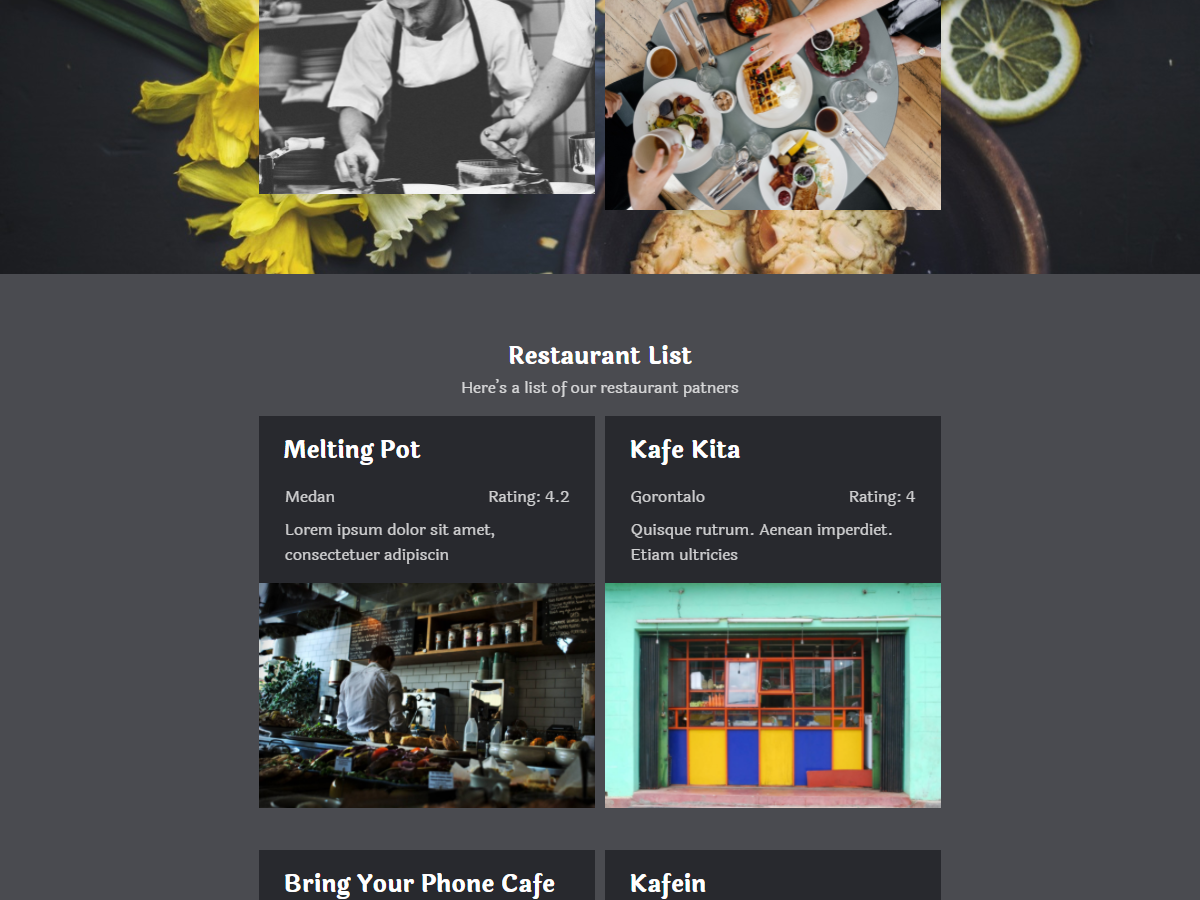 Restaurant List
Here's a list of our restaurant patners
Melting Pot
Medan
Rating: 4.2
Lorem ipsum dolor sit amet,
consectetuer adipiscin
Kafe Kita
Gorontalo
Rating: 4
Quisque rutrum. Aenean imperdiet.
Etiam ultricies
Bring Your Phone Cafe
Kafein